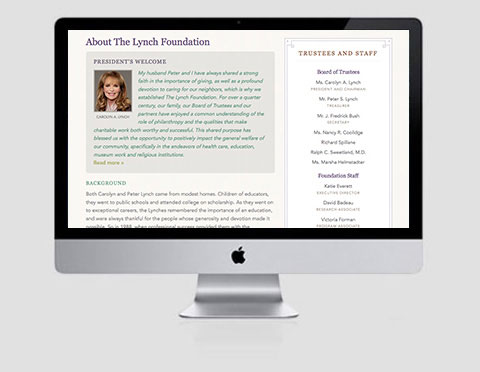 About The Lynch Foundation
PRESIDENT'S WELCOME
My husband Peter and I have always shared a strong
faith in the importance of giving, as well as a profound
devotion to caring for our neighbors, which is why we
established The Lynch Foundation. For over a quarter
century, our family, our Board of Trustees and our
partners have enjoyed a common understanding of the
role of philanthropy and the qualities that make
charitable work both worthy and successful. This shared purpose has
blessed us with the opportunity to positively impact the general welfare of
our community, specifically in the endeavors of health care, education,
museum work and religious institutions.
Read more »
CAROLYN A. LYNCH
BACKGROUND
Both Carolyn and Peter Lynch came from modest homes. Children of educators,
they went to public schools and attended college on scholarship. As they went on
to exceptional careers, the Lynches remembered the importance of an education,
and were always thankful for the people whose generosity and devotion made it
possible. So in 1988, when professional success provided them with the
TRUSTEES AND STAFF
Board of Trustees
Ms. Carolyn A. Lynch
PRESIDENT AND CHAIRMAN
Mr. Peter S. Lynch
TREASURER
Mr. J. Fredrick Bush
SECRETARY
Ms. Nancy R. Coolidge
Richard Spillane
Ralph C. Sweetland, M.D.
Ms. Marsha Heilmstadter
Foundation Staff
Katie Everett
EXECUTIVE DIRECTOR
David Badeau
RESEARCH ASSOCIATE
Victoria Forman
PROGRAM ASSOCIATE